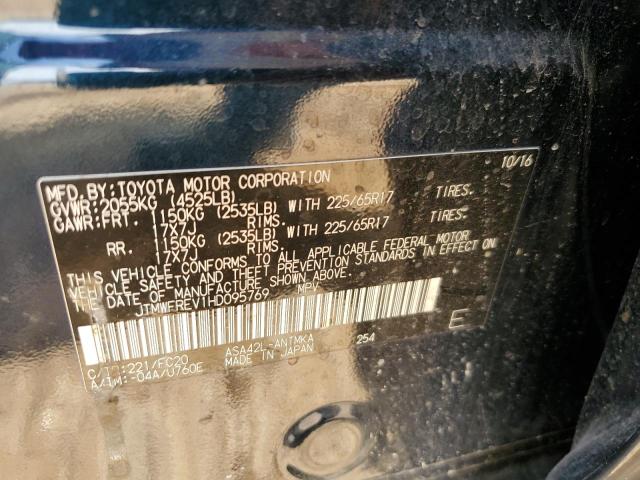 MFD. BY: TOYOTA MOTOR CORPORATION 10/16
GVWR: 2055KG (4525LB)
GAWR: FRT. 1150KG (2535LB) WITH 225/65R17 TIRES.
17X7J RIMS.
RR. 1150KG (2535LB) WITH 225/65R17 TIRES.
17X7J RIMS.
THIS VEHICLE CONFORMS TO ALL APPLICABLE FEDERAL MOTOR
VEHICLE SAFETY AND THEFT PREVENTION STANDARDS IN EFFECT ON
THE DATE OF MANUFACTURE SHOWN ABOVE.
JTMWFREV1HD095769 MPV
E
C/TR: 221/FC20 ASA42L-ANTMKA 254
A/TM: -04A/U760E MADE IN JAPAN